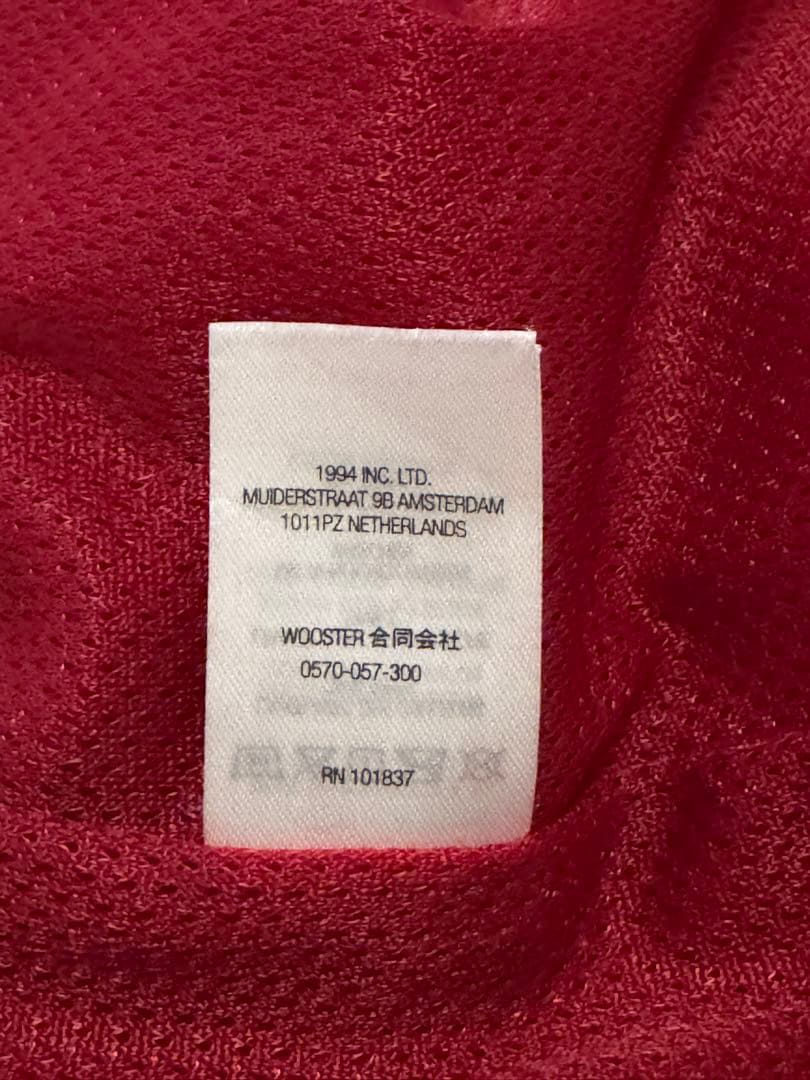 1994 INC. LTD.
MUIDERSTRAAT 9B AMSTERDAM
1011PZ NETHERLANDS
WOOSTER 合同会社
0570-057-300
RN 101837